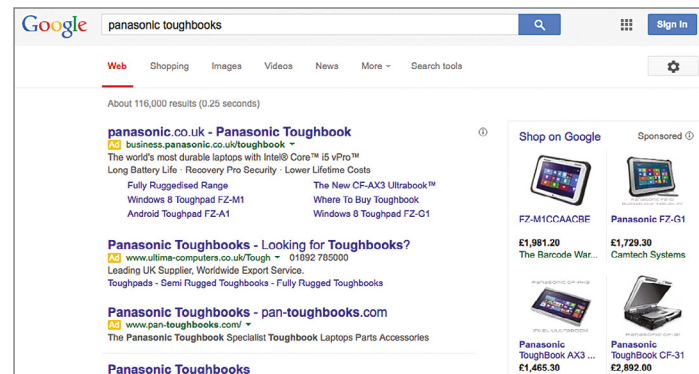 Google
panasonic toughbooks
Sign in
Web Shopping Images Videos News More Search tools
About 116,000 results (0.25 seconds)
panasonic.co.uk - Panasonic Toughbook
Ad business.panasonic.co.uk/toughbook
The world's most durable laptops with Intel® Core™ i5 vPro™
Long Battery Life · Recovery Pro Security · Lower Lifetime Costs
Fully Ruggedised Range The New CF-AX3 Ultrabook™
Windows 8 Toughpad FZ-M1 Where To Buy Toughbook
Android Toughpad FZ-A1 Windows 8 Toughpad FZ-G1
Panasonic Toughbooks - Looking for Toughbooks?
Ad www.ultima-computers.co.uk/Tough 01892 785000
Leading UK Supplier, Worldwide Export Service.
Toughpads - Semi Rugged Toughbooks - Fully Rugged Toughbooks
Panasonic Toughbooks - pan-toughbooks.com
Ad www.pan-toughbooks.com/
The Panasonic Toughbook Specialist Toughbook Laptops Parts Accessories
Panasonic Toughbooks
Shop on Google Sponsored
FZ-M1CCAACBE Panasonic FZ-G1
£1,981.20 £1,729.30
The Barcode War... Camtech Systems
PANASONIC CF-AX3
Panasonic Panasonic
ToughBook AX3 ... ToughBook CF-31
£1,465.30 £2,892.00